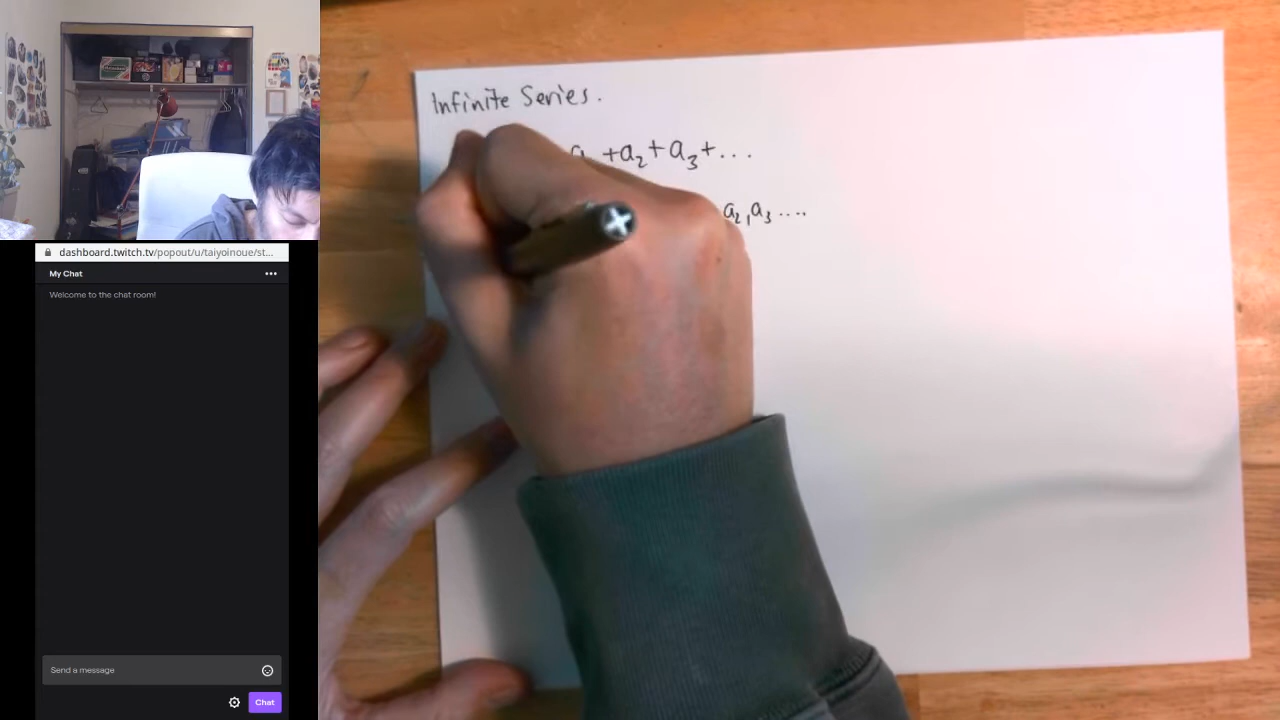 Infinite Series.
+a₂+a₃+...
a₂,a₃....
dashboard.twitch.tv/popout/u/taiyoinoue/st...
My Chat
Welcome to the chat room!
Send a message
Chat